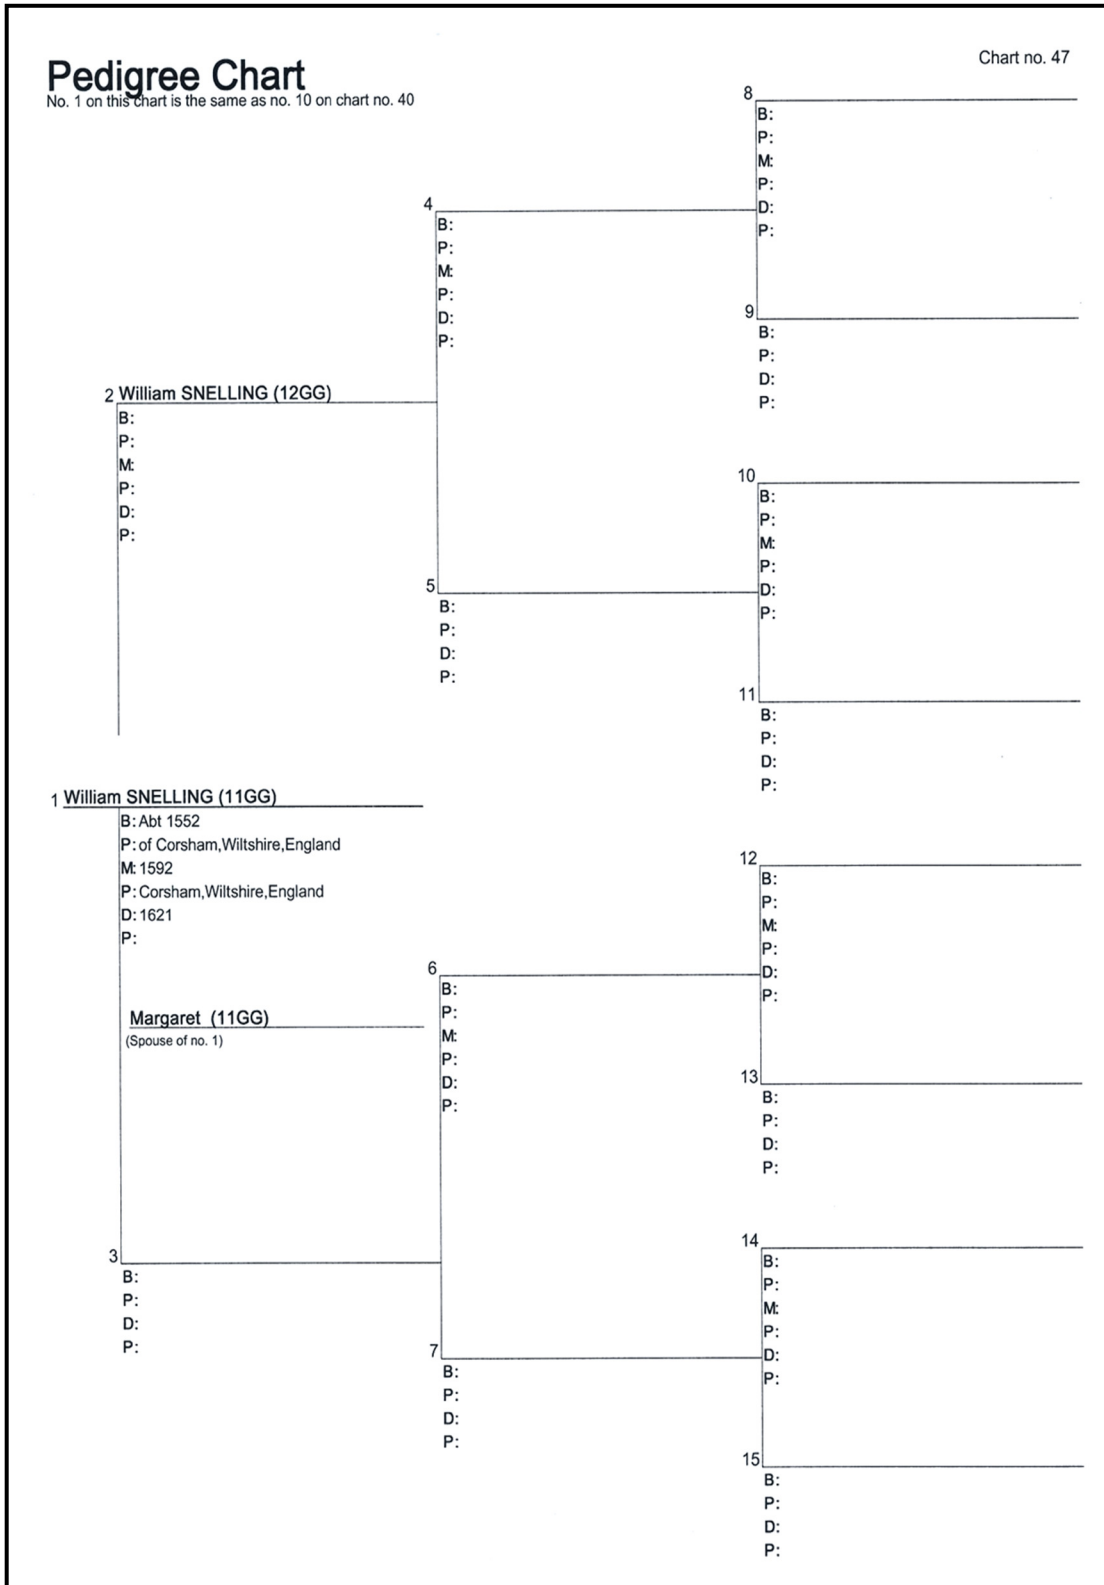 Pedigree Chart
Chart no. 47
No. 1 on this chart is the same as no. 10 on chart no. 40
8
B:
P:
M:
P:
D:
P:
4
B:
P:
M:
P:
D:
P:
9
B:
P:
D:
P:
2 William SNELLING (12GG)
B:
P:
M:
P:
D:
P:
10
B:
P:
M:
P:
D:
P:
5
B:
P:
D:
P:
11
B:
P:
D:
P:
1 William SNELLING (11GG)
B: Abt 1552
P: of Corsham,Wiltshire,England
M: 1592
P: Corsham,Wiltshire,England
D: 1621
P:
12
B:
P:
M:
P:
D:
P:
6
B:
P:
M:
P:
D:
P:
Margaret (11GG)
(Spouse of no. 1)
13
B:
P:
D:
P:
3
B:
P:
D:
P:
14
B:
P:
M:
P:
D:
P:
7
B:
P:
D:
P:
15
B:
P:
D:
P: